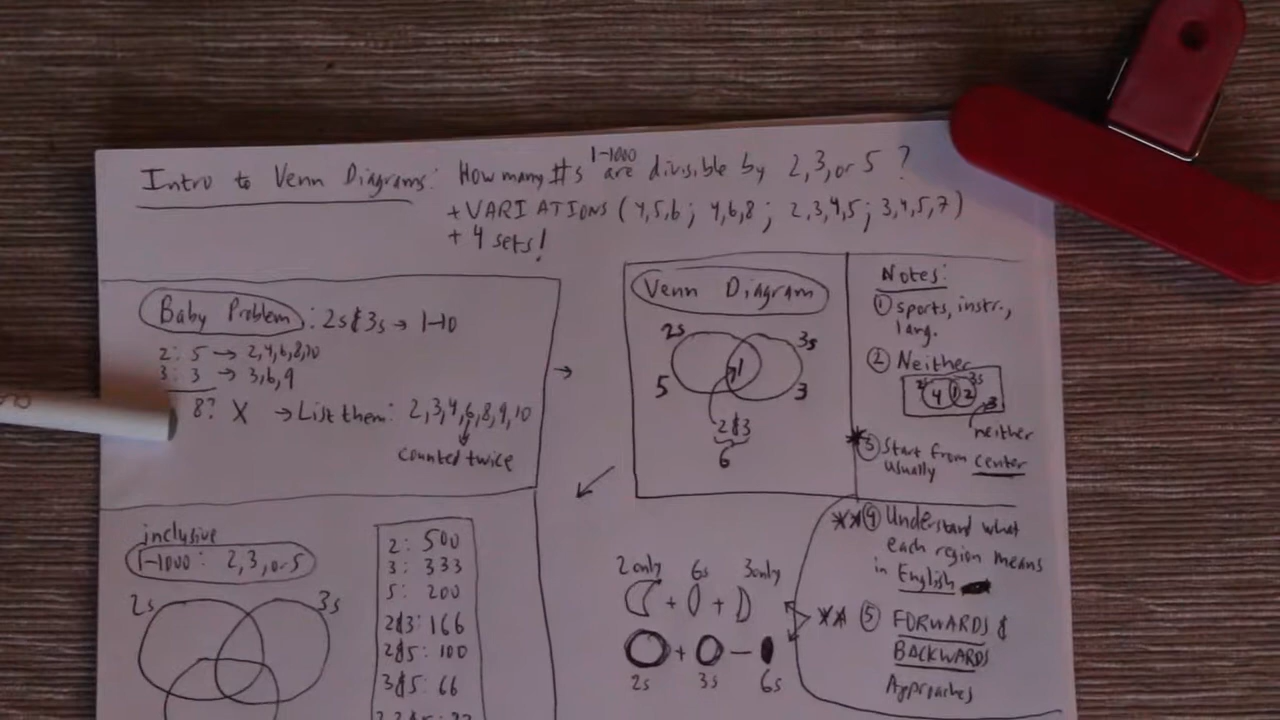 Intro to Venn Diagrams: How many #s 1-1000 are divisible by 2,3, or 5?
+ VARIATIONS (4,5,6; 4,6,8; 2,3,4,5; 3,4,5,7)
+ 4 sets!
Baby Problem: 2s & 3s → 1-10
2: 5 → 2,4,6,8,10
3: 3 → 3,6,9
8? X → List them: 2,3,4,6,8,9,10
counted twice
Venn Diagram
2s 3s
1
5 3
2&3
6
Notes:
① sports, instr.,
lang.
② Neither
2s 3s
4 1 2
3
neither
* ③ Start from center
usually
** ④ Understand what
each region means
in English
** ⑤ FORWARDS &
BACKWARDS
Approaches
2 only 6s 3 only
+ +
+ −
2s 3s 6s
inclusive
1-1000: 2,3, or 5
2s 3s
2: 500
3: 333
5: 200
2&3: 166
2&5: 100
3&5: 66